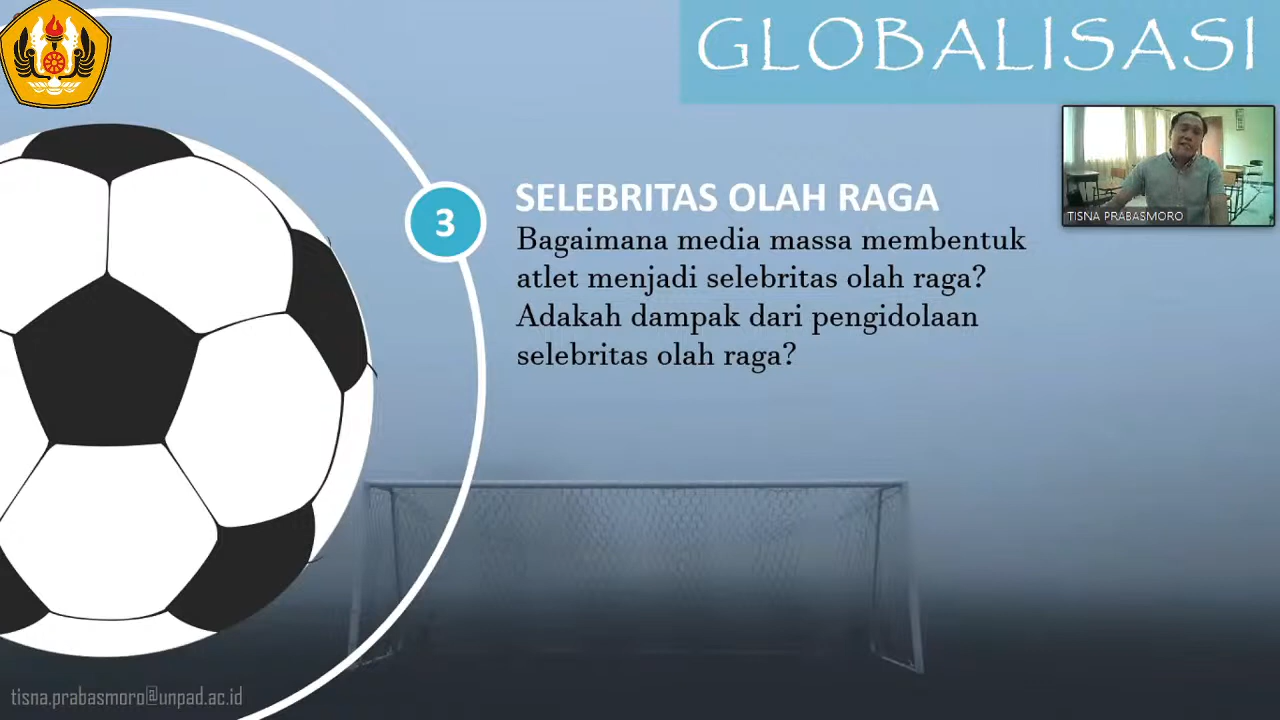 GLOBALISASI
TISNA PRABASMORO
3
SELEBRITAS OLAH RAGA
Bagaimana media massa membentuk
atlet menjadi selebritas olah raga?
Adakah dampak dari pengidolaan
selebritas olah raga?
tisna.prabasmoro@unpad.ac.id